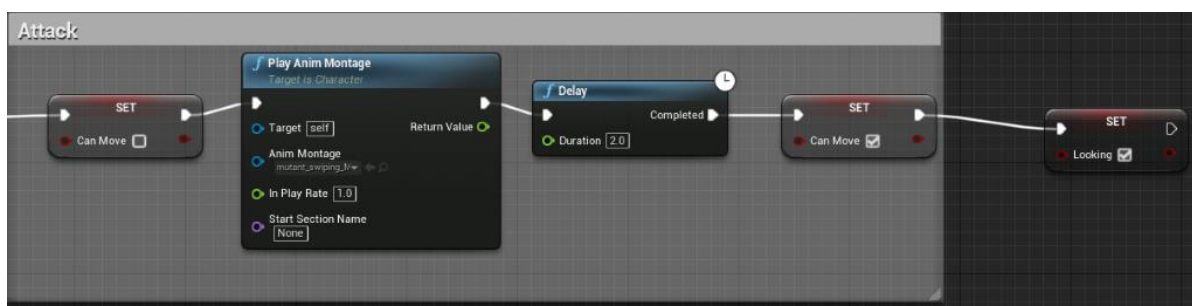 Attack
SET
Can Move
Play Anim Montage
Target is Character
Target self
Return Value
Anim Montage
In Play Rate 1.0
Start Section Name
None
Delay
Completed
Duration 2.0
SET
Can Move
SET
Looking